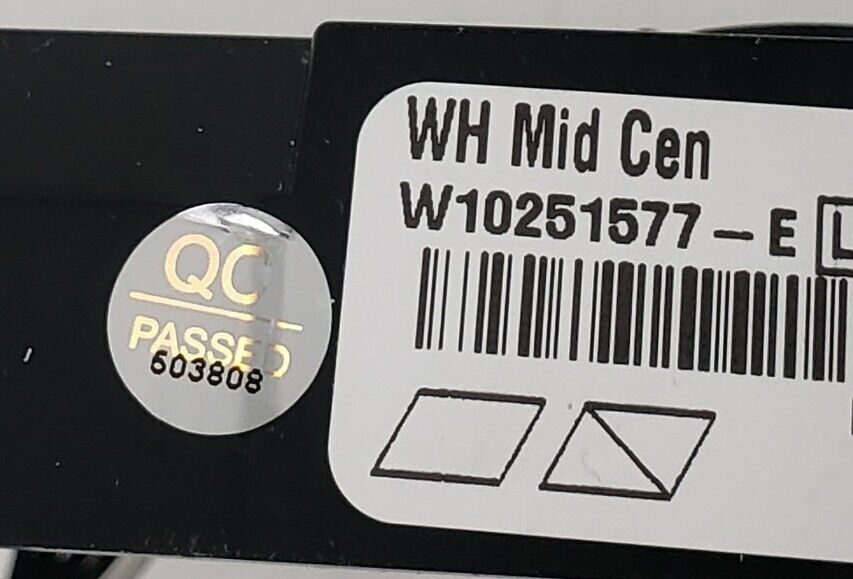 WH Mid Cen
W10251577-E L
QC
PASSED
603808